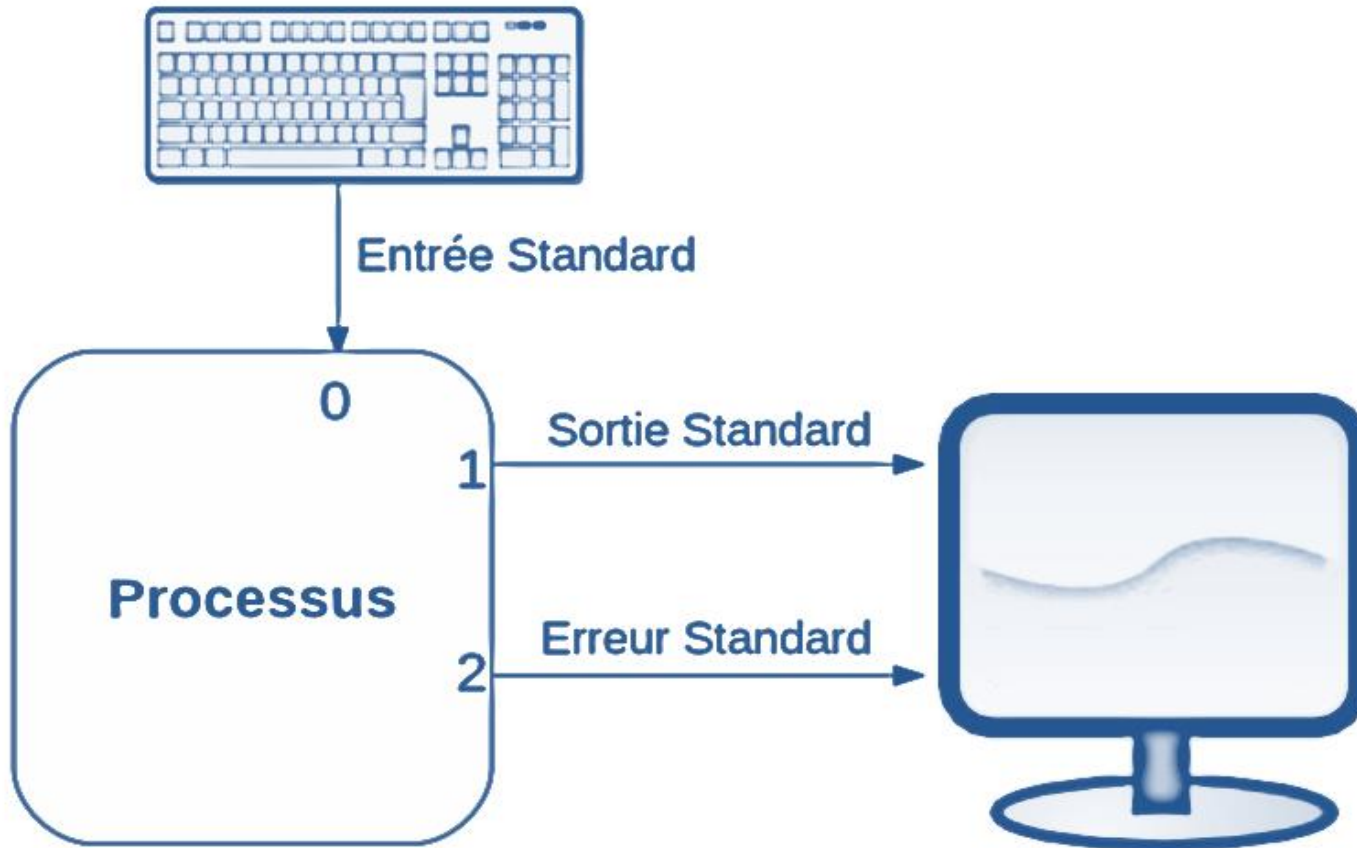 Entrée Standard
0
Sortie Standard
1
Processus
Erreur Standard
2